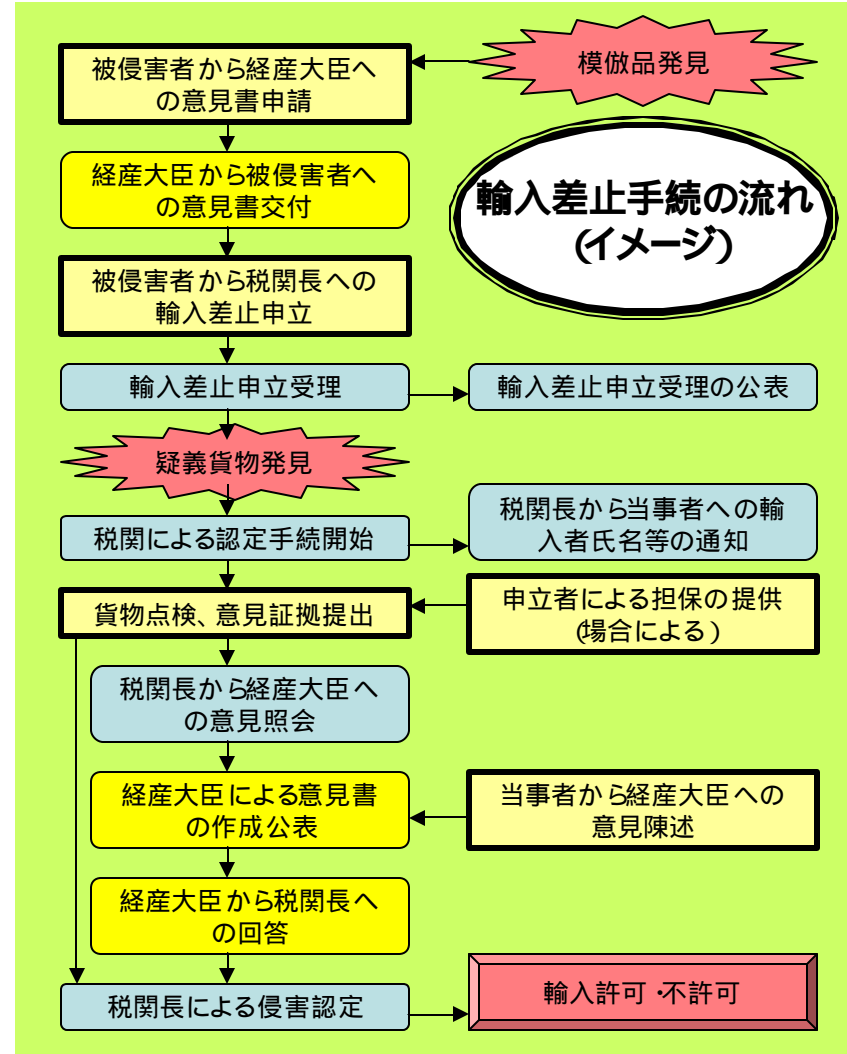 模倣品発見
被侵害者から経産大臣へ
の意見書申請
輸入差止手続の流れ
(イメージ)
経産大臣から被侵害者へ
の意見書交付
被侵害者から税関長への
輸入差止申立
輸入差止申立受理
輸入差止申立受理の公表
疑義貨物発見
税関による認定手続開始
税関長から当事者への輸
入者氏名等の通知
貨物点検、意見証拠提出
申立者による担保の提供
(場合による)
税関長から経産大臣へ
の意見照会
経産大臣による意見書
の作成公表
当事者から経産大臣への
意見陳述
経産大臣から税関長へ
の回答
税関長による侵害認定
輸入許可・不許可